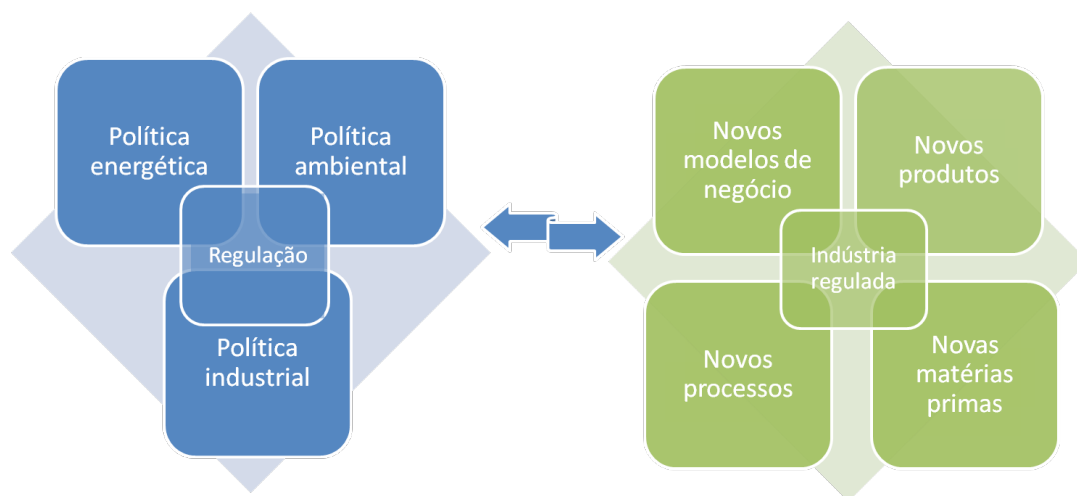 Política
energética
Política
ambiental
Regulação
Política
industrial
Novos
modelos de
negócio
Novos
produtos
Indústria
regulada
Novos
processos
Novas
matérias
primas